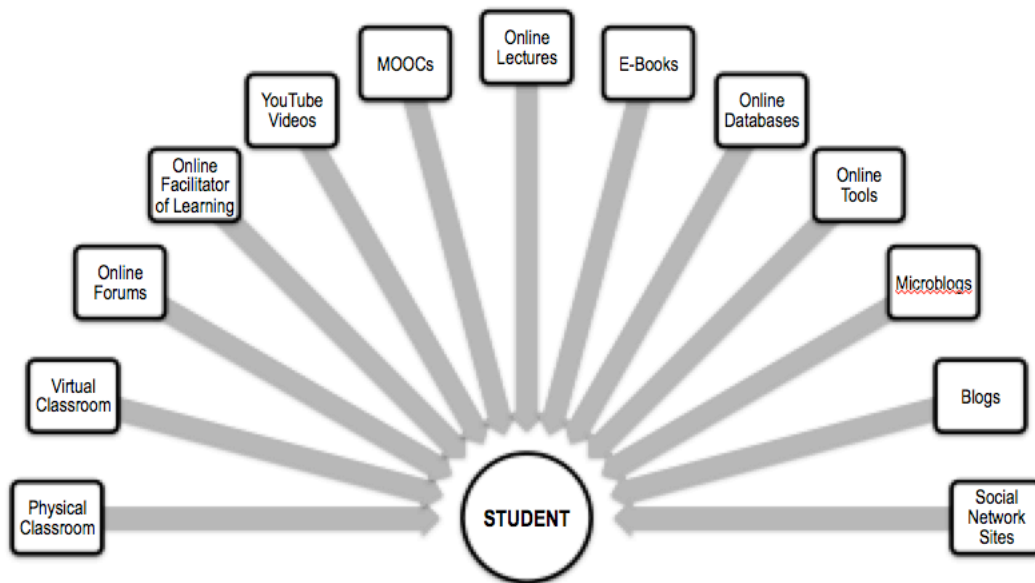 Online
Lectures
MOOCs
E-Books
YouTube
Videos
Online
Databases
Online
Facilitator
of Learning
Online
Tools
Online
Forums
Microblogs
Virtual
Classroom
Blogs
Physical
Classroom
STUDENT
Social
Network
Sites